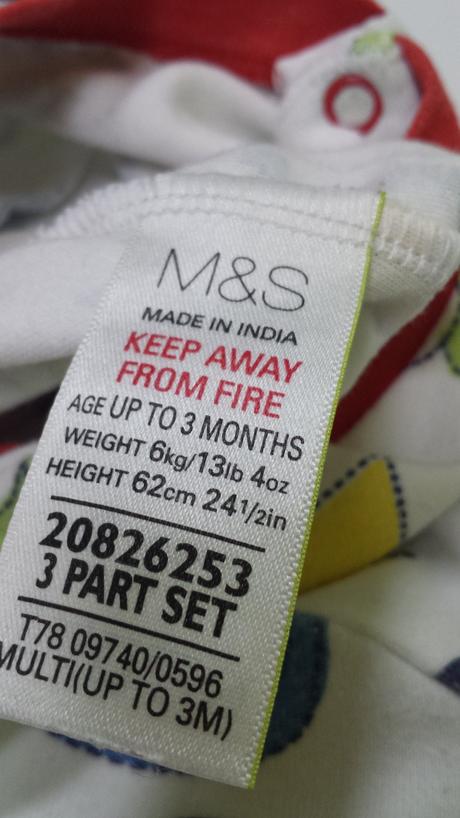 M&S
MADE IN INDIA
KEEP AWAY
FROM FIRE
AGE UP TO 3 MONTHS
WEIGHT 6kg/13lb 4oz
HEIGHT 62cm 241/2in
20826253
3 PART SET
T78 09740/0596
MULTI(UP TO 3M)